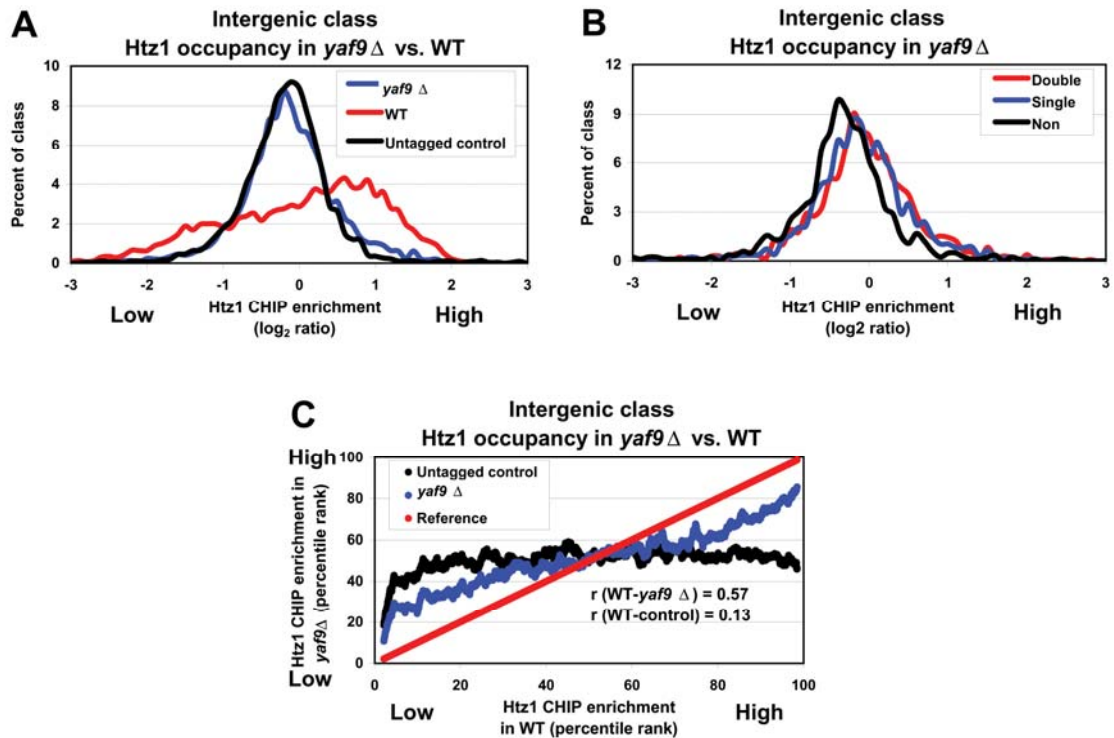 A
Intergenic class
Htz1 occupancy in yaf9 Δ vs. WT
Percent of class
10
8
6
4
2
0
yaf9 Δ
WT
Untagged control
-3 -2 -1 0 1 2 3
Low
Htz1 CHIP enrichment
(log2 ratio)
High
B
Intergenic class
Htz1 occupancy in yaf9 Δ
Percent of class
12
9
6
3
0
Double
Single
Non
-3 -2 -1 0 1 2 3
Low
Htz1 CHIP enrichment
(log2 ratio)
High
C
Intergenic class
Htz1 occupancy in yaf9 Δ vs. WT
High
Htz1 CHIP enrichment in
yaf9Δ (percentile rank)
Low
100
80
60
40
20
0
Untagged control
yaf9 Δ
Reference
r (WT-yaf9 Δ) = 0.57
r (WT-control) = 0.13
0 20 40 60 80 100
Low
Htz1 CHIP enrichment
in WT (percentile rank)
High